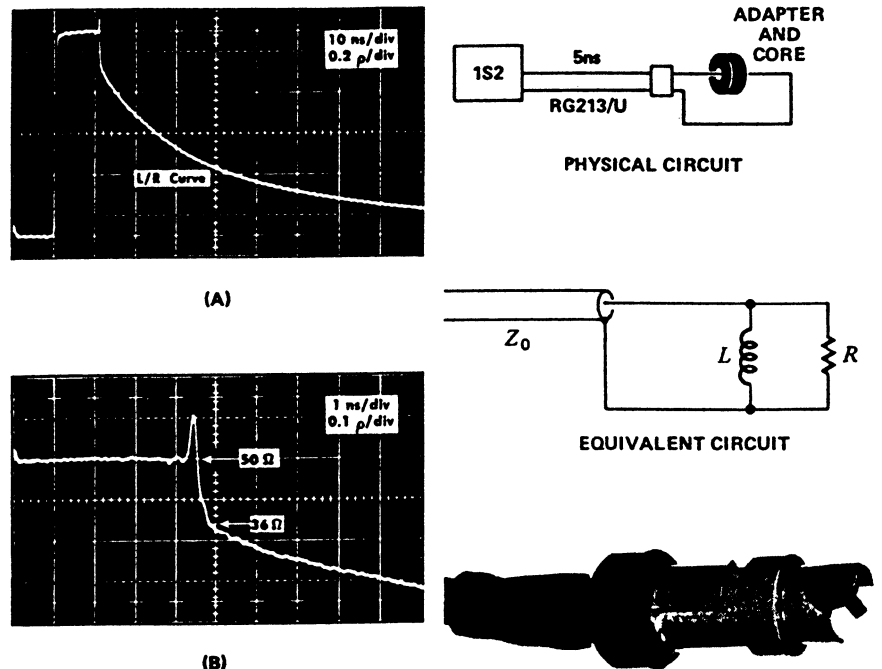 10 ns/div
0.2 ρ/div
L/R Curve
(A)
1 ns/div
0.1 ρ/div
50 Ω
36 Ω
(B)
ADAPTER
AND
CORE
1S2
5ns
RG213/U
PHYSICAL CIRCUIT
Z0
L
R
EQUIVALENT CIRCUIT